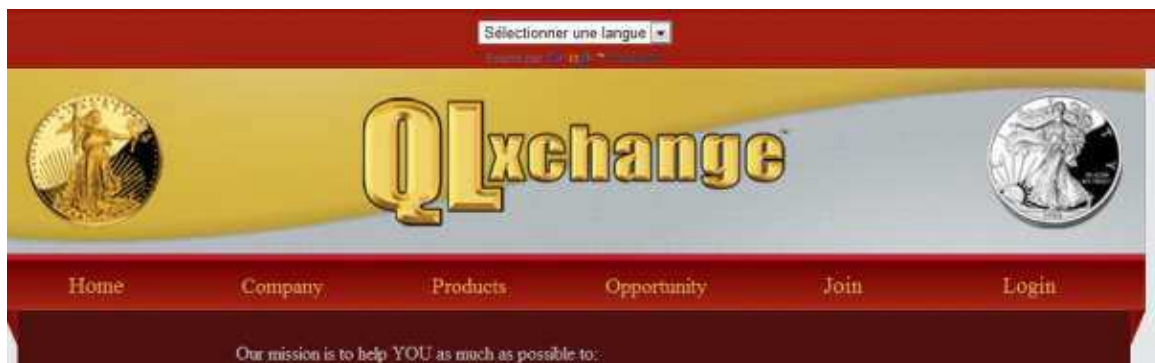 Sélectionner une langue
QLxchange
Home Company Products Opportunity Join Login
Our mission is to help YOU as much as possible to: